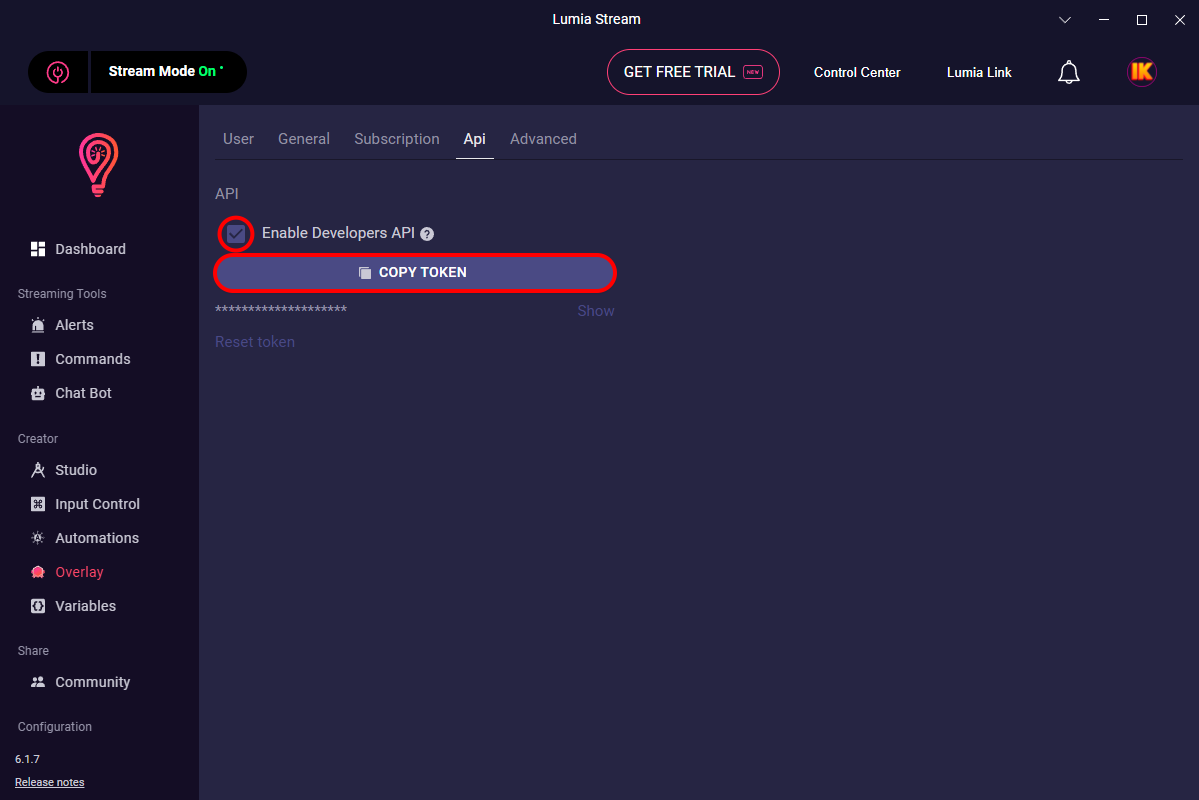 Lumia Stream
Stream Mode On
GET FREE TRIAL NEW
Control Center
Lumia Link
IK
User General Subscription Api Advanced
API
Enable Developers API ?
COPY TOKEN
********************
Show
Reset token
Dashboard
Streaming Tools
Alerts
Commands
Chat Bot
Creator
Studio
Input Control
Automations
Overlay
Variables
Share
Community
Configuration
6.1.7
Release notes